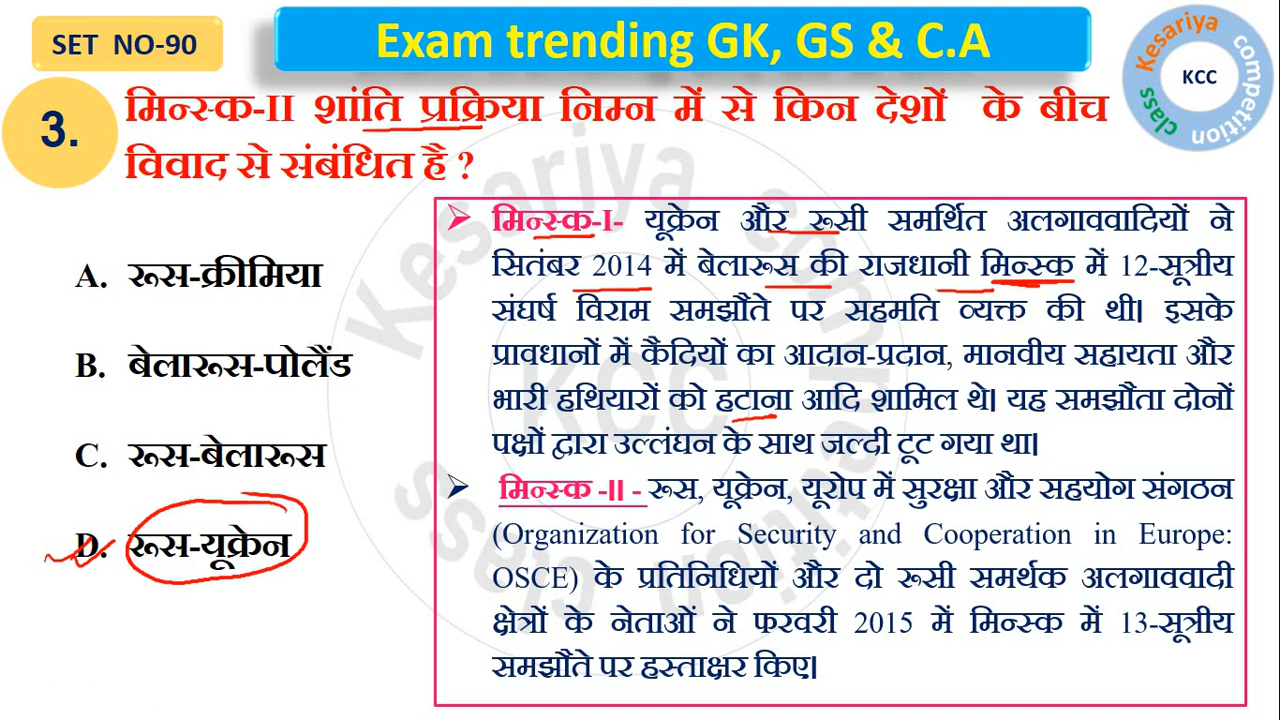 SET NO-90
Exam trending GK, GS & C.A
Kesariya competition class
KCC
3.
मिन्स्क-II शांति प्रक्रिया निम्न में से किन देशों के बीच
विवाद से संबंधित है ?
A. रूस-क्रीमिया
B. बेलारूस-पोलैंड
C. रूस-बेलारूस
D. रूस-यूक्रेन
मिन्स्क-I- यूक्रेन और रूसी समर्थित अलगाववादियों ने
सितंबर 2014 में बेलारूस की राजधानी मिन्स्क में 12-सूत्रीय
संघर्ष विराम समझौते पर सहमति व्यक्त की थी। इसके
प्रावधानों में कैदियों का आदान-प्रदान, मानवीय सहायता और
भारी हथियारों को हटाना आदि शामिल थे। यह समझौता दोनों
पक्षों द्वारा उल्लंघन के साथ जल्दी टूट गया था।
मिन्स्क -II - रूस, यूक्रेन, यूरोप में सुरक्षा और सहयोग संगठन
(Organization for Security and Cooperation in Europe:
OSCE) के प्रतिनिधियों और दो रूसी समर्थक अलगाववादी
क्षेत्रों के नेताओं ने फरवरी 2015 में मिन्स्क में 13-सूत्रीय
समझौते पर हस्ताक्षर किए।